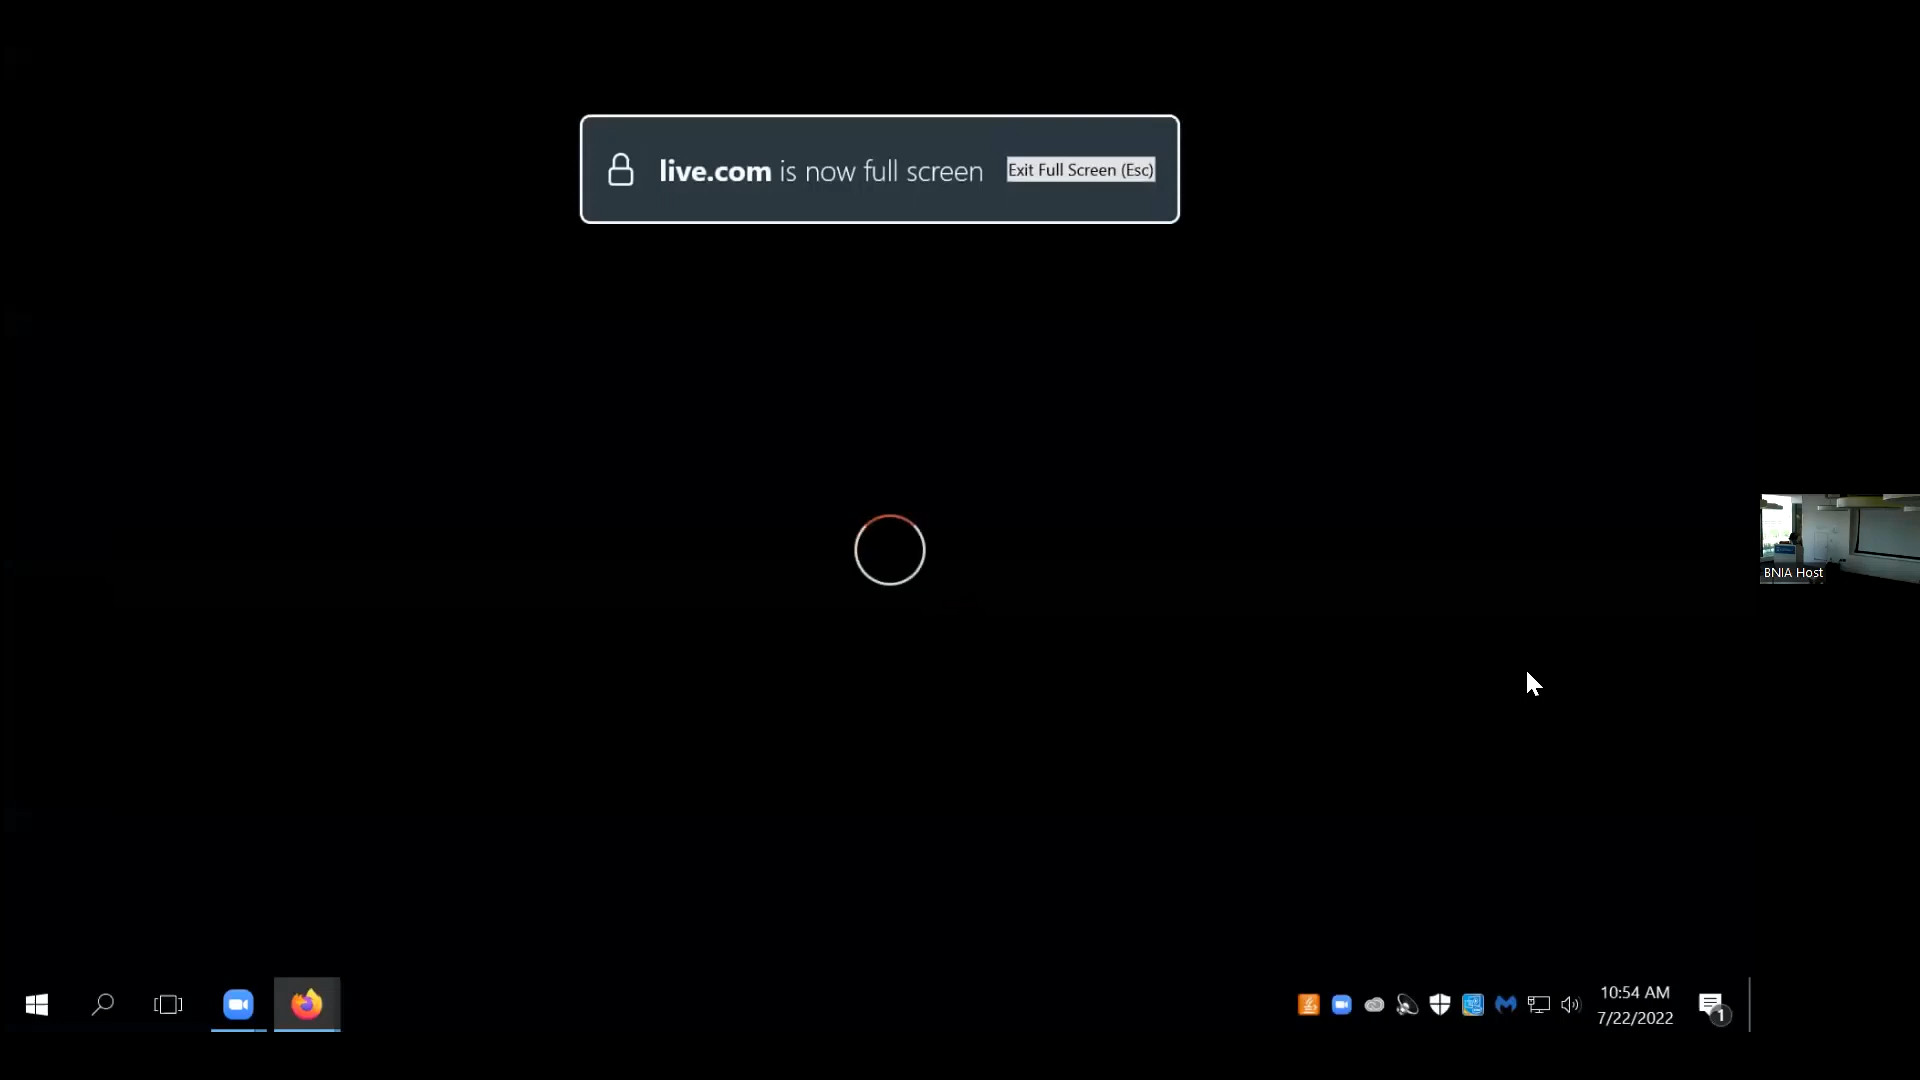 live.com is now full screen Exit Full Screen (Esc)
BNIA Host
10:54 AM
7/22/2022
1